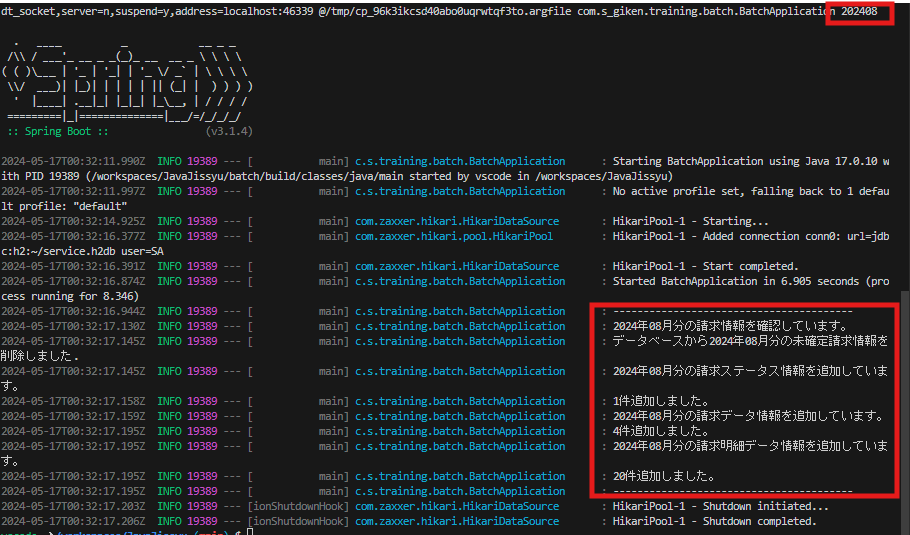 dt_socket,server=n,suspend=y,address=localhost:46339 @/tmp/cp_96k3ikcsd40abo0uqrwtqf3to.argfile com.s_giken.training.batch.BatchApplication 202408
  .   ____          _            __ _ _
 /\\ / ___'_ __ _ _(_)_ __  __ _ \ \ \ \
( ( )\___ | '_ | '_| | '_ \/ _` | \ \ \ \
 \\/  ___)| |_)| | | | | || (_| |  ) ) ) )
  '  |____| .__|_| |_|_| |_\__, | / / / /
 =========|_|==============|___/=/_/_/_/
 :: Spring Boot ::                (v3.1.4)
2024-05-17T00:32:11.990Z  INFO 19389 --- [           main] c.s.training.batch.BatchApplication      : Starting BatchApplication using Java 17.0.10 w
ith PID 19389 (/workspaces/JavaJissyu/batch/build/classes/java/main started by vscode in /workspaces/JavaJissyu)
2024-05-17T00:32:11.997Z  INFO 19389 --- [           main] c.s.training.batch.BatchApplication      : No active profile set, falling back to 1 defau
lt profile: "default"
2024-05-17T00:32:14.925Z  INFO 19389 --- [           main] com.zaxxer.hikari.HikariDataSource       : HikariPool-1 - Starting...
2024-05-17T00:32:16.377Z  INFO 19389 --- [           main] com.zaxxer.hikari.pool.HikariPool        : HikariPool-1 - Added connection conn0: url=jdb
c:h2:~/service.h2db user=SA
2024-05-17T00:32:16.391Z  INFO 19389 --- [           main] com.zaxxer.hikari.HikariDataSource       : HikariPool-1 - Start completed.
2024-05-17T00:32:16.874Z  INFO 19389 --- [           main] c.s.training.batch.BatchApplication      : Started BatchApplication in 6.905 seconds (pro
cess running for 8.346)
2024-05-17T00:32:16.944Z  INFO 19389 --- [           main] c.s.training.batch.BatchApplication      : ----------------------------------------
2024-05-17T00:32:17.130Z  INFO 19389 --- [           main] c.s.training.batch.BatchApplication      : 2024年08月分の請求情報を確認しています。
2024-05-17T00:32:17.145Z  INFO 19389 --- [           main] c.s.training.batch.BatchApplication      : データベースから2024年08月分の未確定請求情報を
削除しました.
2024-05-17T00:32:17.145Z  INFO 19389 --- [           main] c.s.training.batch.BatchApplication      : 2024年08月分の請求ステータス情報を追加していま
す。
2024-05-17T00:32:17.158Z  INFO 19389 --- [           main] c.s.training.batch.BatchApplication      : 1件追加しました。
2024-05-17T00:32:17.159Z  INFO 19389 --- [           main] c.s.training.batch.BatchApplication      : 2024年08月分の請求データ情報を追加しています。
2024-05-17T00:32:17.195Z  INFO 19389 --- [           main] c.s.training.batch.BatchApplication      : 4件追加しました。
2024-05-17T00:32:17.195Z  INFO 19389 --- [           main] c.s.training.batch.BatchApplication      : 2024年08月分の請求明細データ情報を追加していま
す。
2024-05-17T00:32:17.195Z  INFO 19389 --- [           main] c.s.training.batch.BatchApplication      : 20件追加しました。
2024-05-17T00:32:17.195Z  INFO 19389 --- [           main] c.s.training.batch.BatchApplication      : ----------------------------------------
2024-05-17T00:32:17.203Z  INFO 19389 --- [ionShutdownHook] com.zaxxer.hikari.HikariDataSource       : HikariPool-1 - Shutdown initiated...
2024-05-17T00:32:17.206Z  INFO 19389 --- [ionShutdownHook] com.zaxxer.hikari.HikariDataSource       : HikariPool-1 - Shutdown completed.